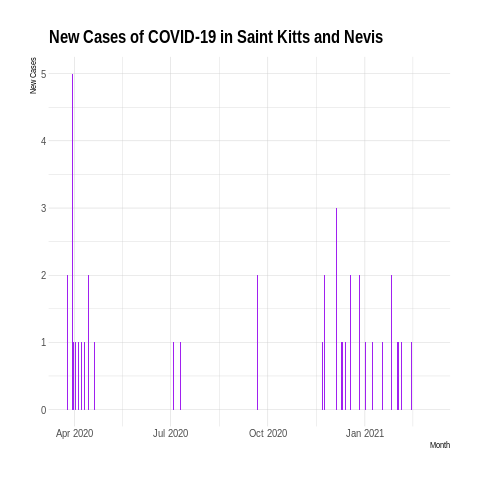 New Cases of COVID-19 in Saint Kitts and Nevis
New Cases
5
4
3
2
1
0
Apr 2020 Jul 2020 Oct 2020 Jan 2021
Month